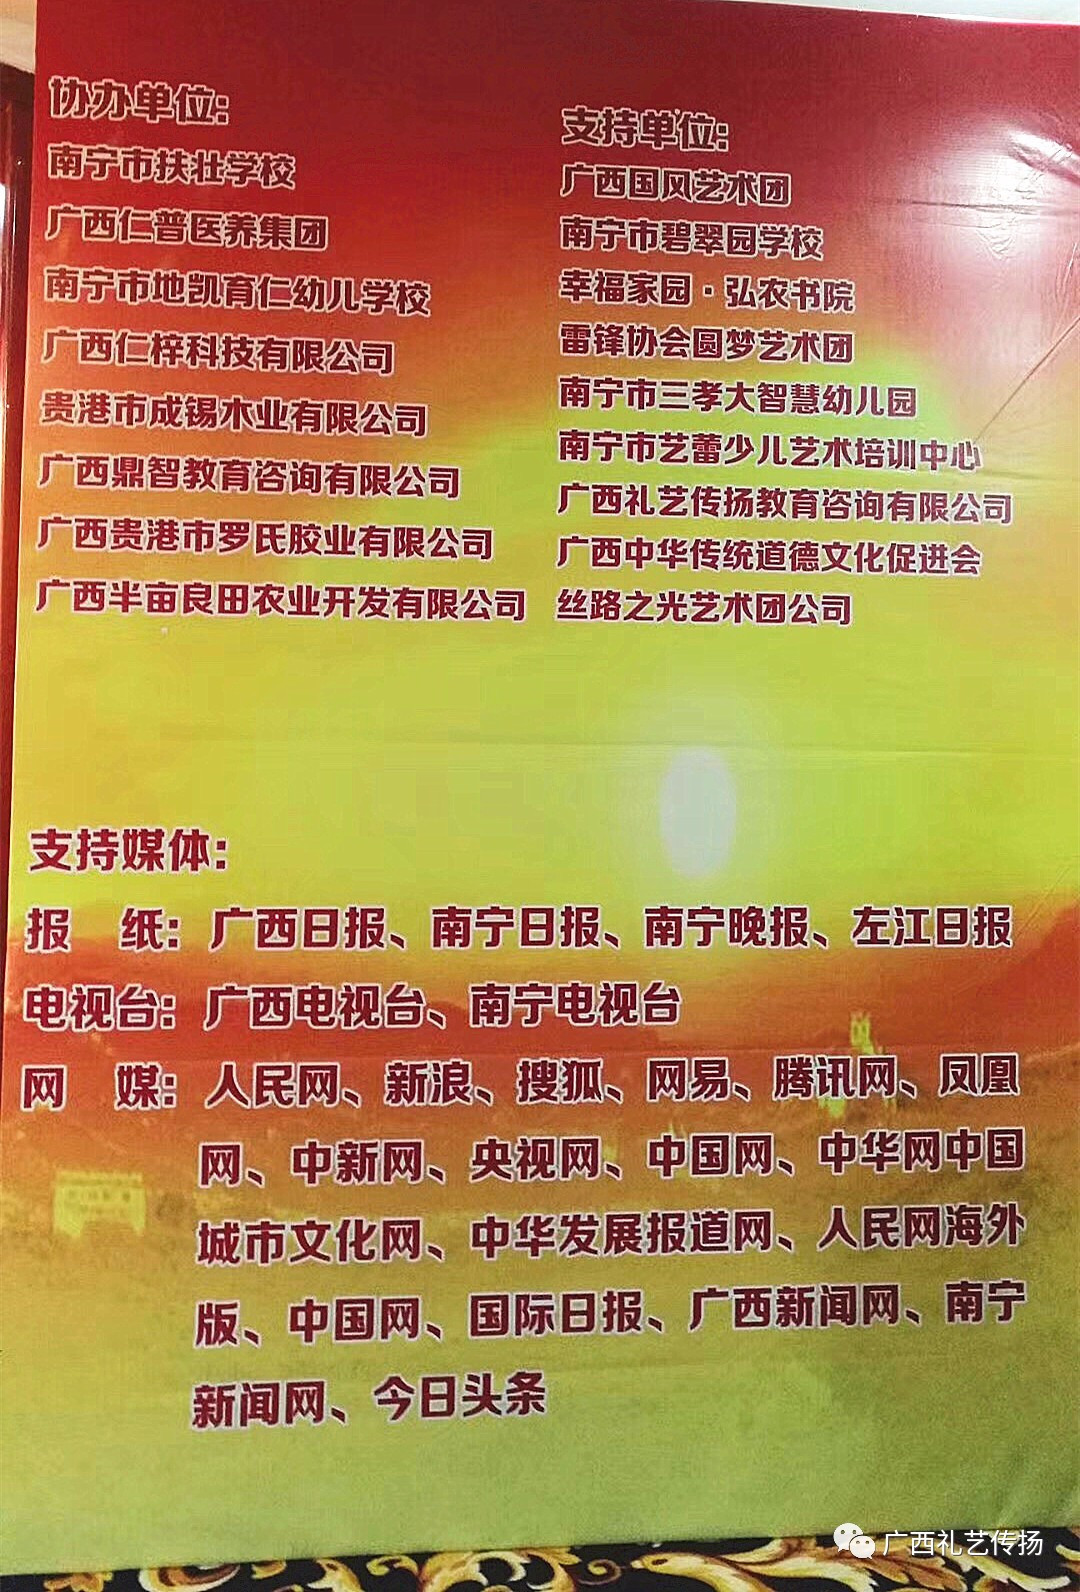 协办单位:
南宁市扶壮学校
广西仁普医养集团
南宁市地凯育仁幼儿学校
广西仁梓科技有限公司
贵港市成锡木业有限公司
广西鼎智教育咨询有限公司
广西贵港市罗氏胶业有限公司
广西半亩良田农业开发有限公司
支持单位:
广西国风艺术团
南宁市碧翠园学校
幸福家园·弘农书院
雷锋协会圆梦艺术团
南宁市三孝大智慧幼儿园
南宁市艺蕾少儿艺术培训中心
广西礼艺传扬教育咨询有限公司
广西中华传统道德文化促进会
丝路之光艺术团公司
支持媒体:
报 纸:广西日报、南宁日报、南宁晚报、左江日报
电视台:广西电视台、南宁电视台
网 媒:人民网、新浪、搜狐、网易、腾讯网、凤凰
网、中新网、央视网、中国网、中华网中国
城市文化网、中华发展报道网、人民网海外
版、中国网、国际日报、广西新闻网、南宁
新闻网、今日头条
广西礼艺传扬